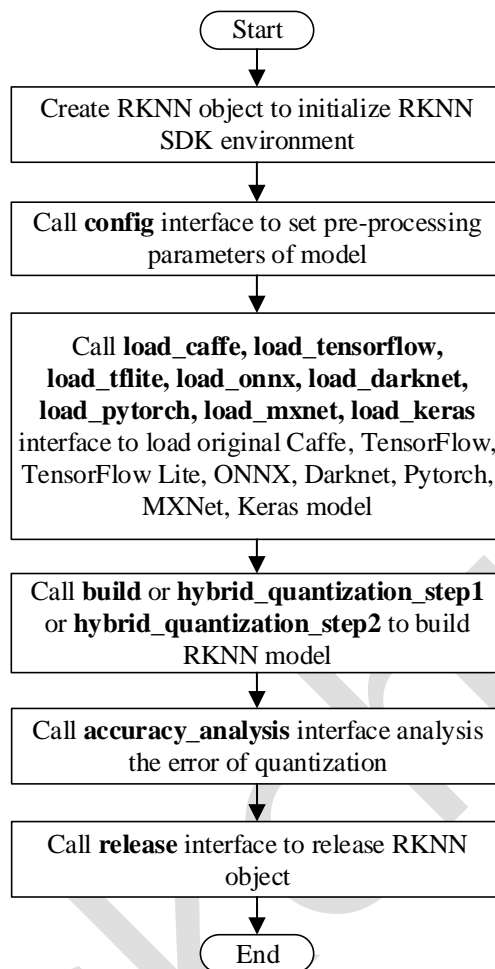 Start
Create RKNN object to initialize RKNN
SDK environment
Call config interface to set pre-processing
parameters of model
Call load_caffe, load_tensorflow,
load_tflite, load_onnx, load_darknet,
load_pytorch, load_mxnet, load_keras
interface to load original Caffe, TensorFlow,
TensorFlow Lite, ONNX, Darknet, Pytorch,
MXNet, Keras model
Call build or hybrid_quantization_step1
or hybrid_quantization_step2 to build
RKNN model
Call accuracy_analysis interface analysis
the error of quantization
Call release interface to release RKNN
object
End